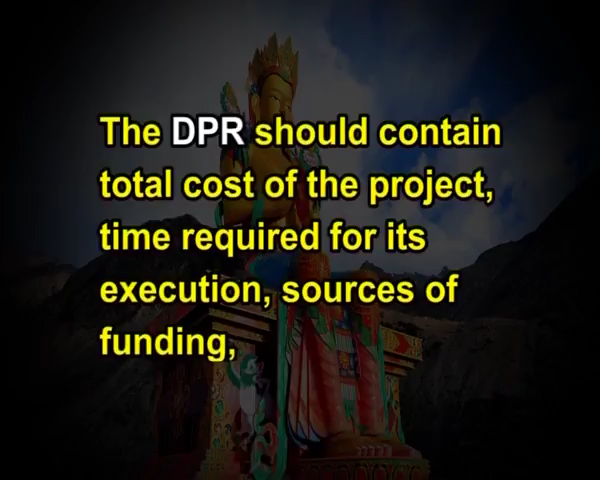 The DPR should contain
total cost of the project,
time required for its
execution, sources of
funding,